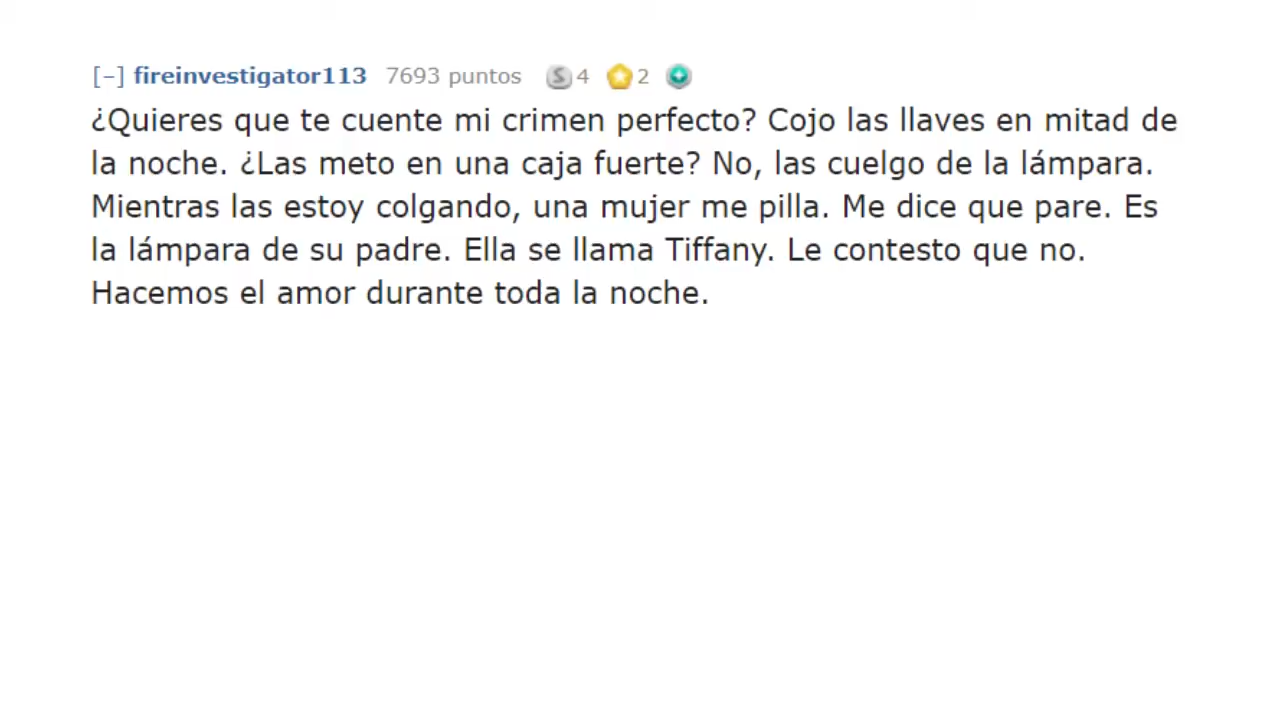 [–] fireinvestigator113 7693 puntos S 4 2
¿Quieres que te cuente mi crimen perfecto? Cojo las llaves en mitad de
la noche. ¿Las meto en una caja fuerte? No, las cuelgo de la lámpara.
Mientras las estoy colgando, una mujer me pilla. Me dice que pare. Es
la lámpara de su padre. Ella se llama Tiffany. Le contesto que no.
Hacemos el amor durante toda la noche.